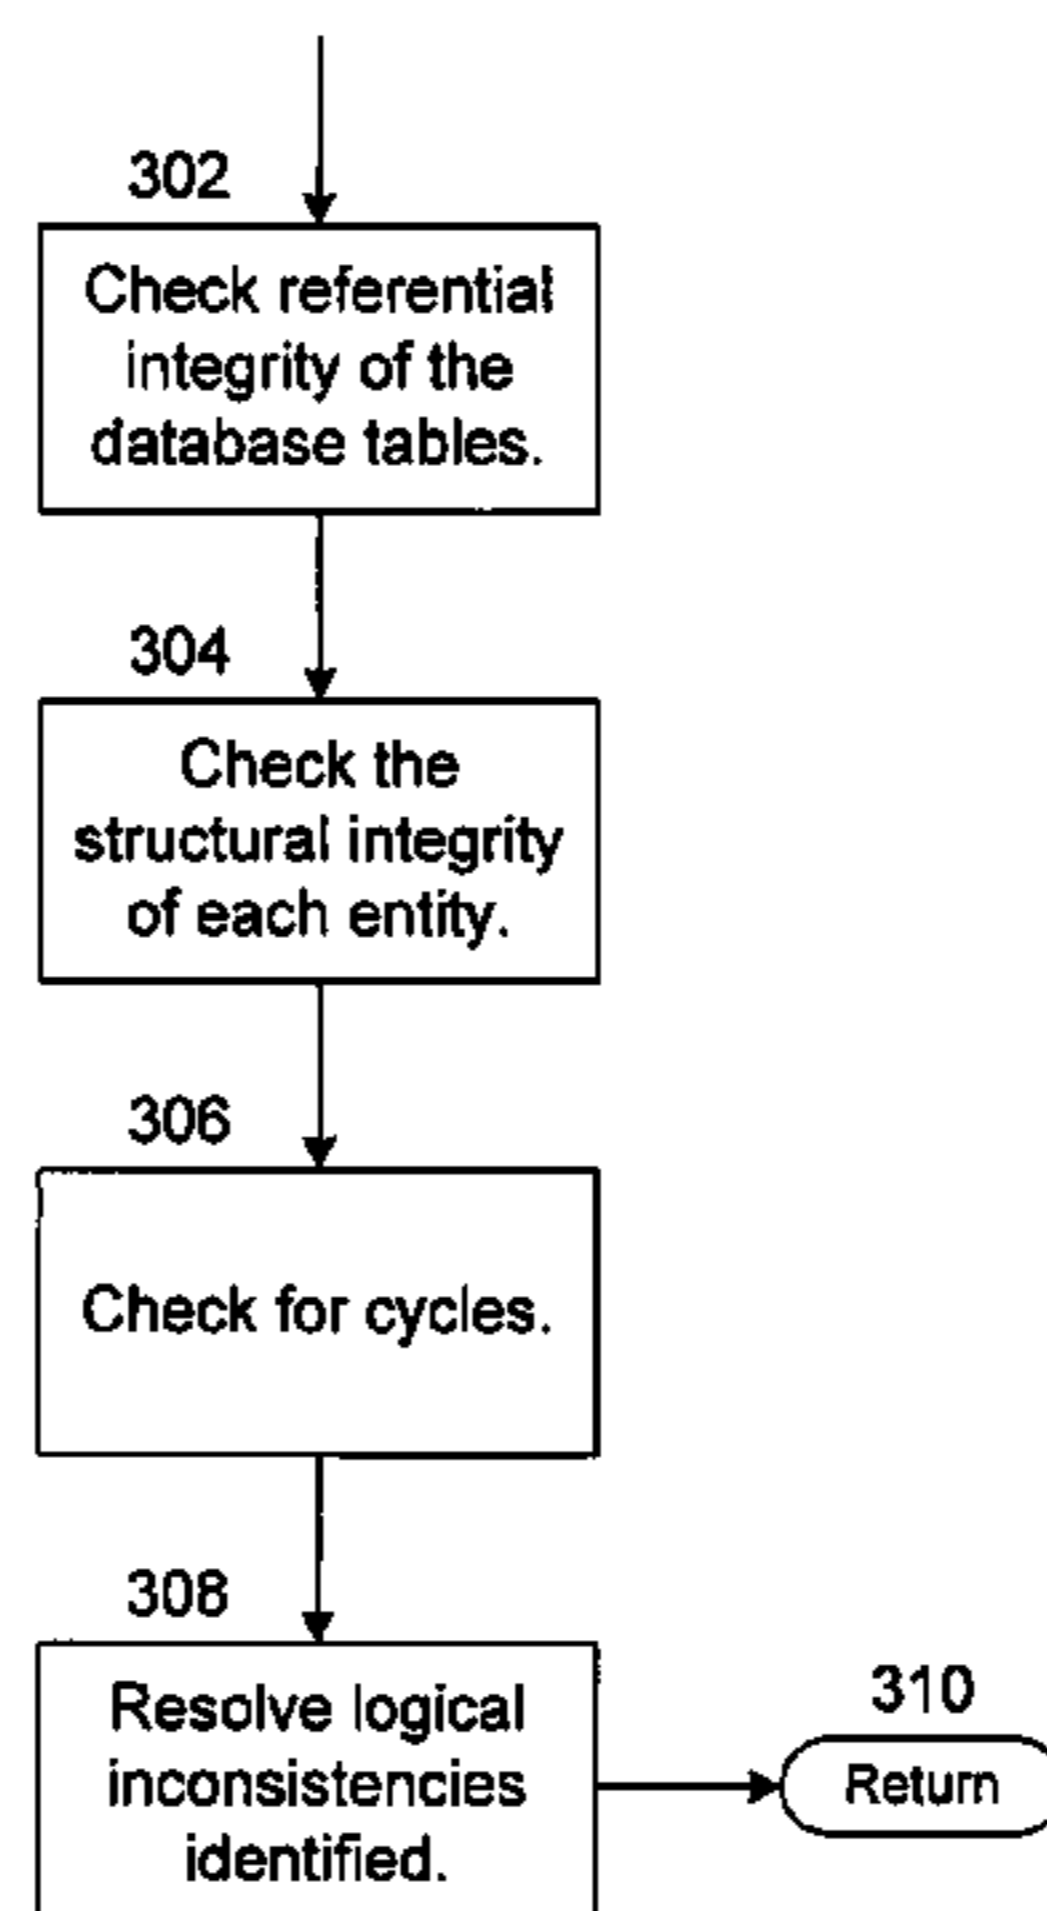 302
Check referential
integrity of the
database tables.
304
Check the
structural integrity
of each entity.
306
Check for cycles.
308
Resolve logical
inconsistencies
identified.
310
Return